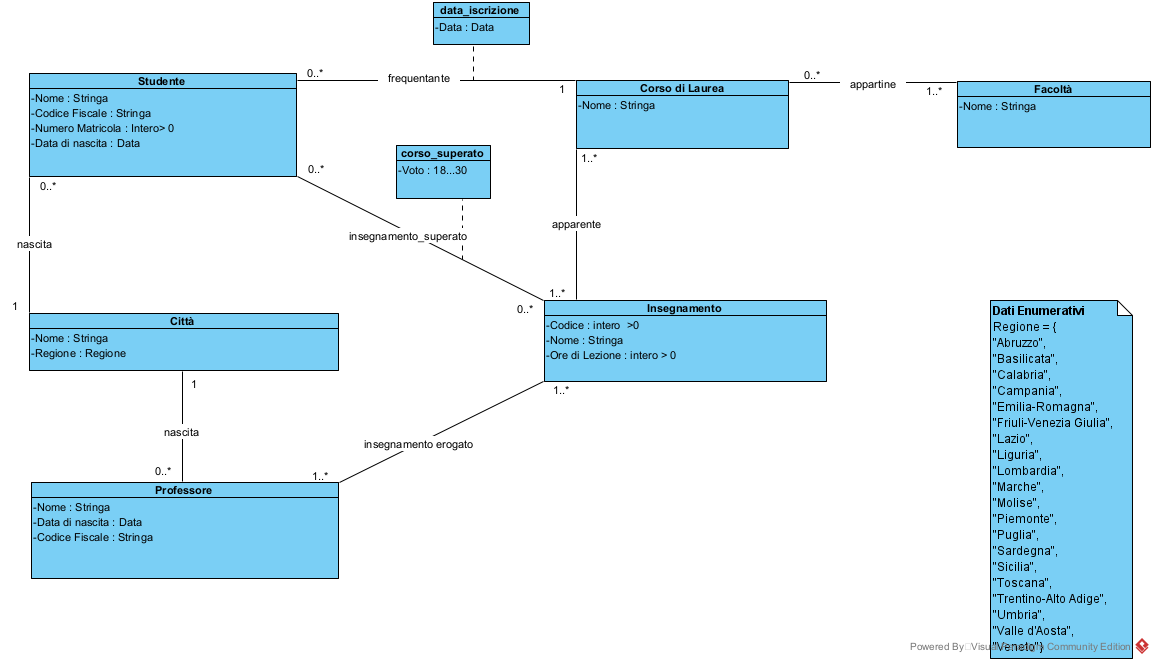 data_iscrizione
-Data : Data
Studente
-Nome : Stringa
-Codice Fiscale : Stringa
-Numero Matricola : Intero> 0
-Data di nascita : Data
0..*
frequentante
1
Corso di Laurea
-Nome : Stringa
0..*
appartine
1..*
Facoltà
-Nome : Stringa
corso_superato
-Voto : 18...30
0..*
insegnamento_superato
0..*
0..*
nascita
1
1..*
apparente
1..*
Città
-Nome : Stringa
-Regione : Regione
Insegnamento
-Codice : intero >0
-Nome : Stringa
-Ore di Lezione : intero > 0
1
nascita
0..*
1..*
insegnamento erogato
1..*
Professore
-Nome : Stringa
-Data di nascita : Data
-Codice Fiscale : Stringa
Dati Enumerativi
Regione = {
"Abruzzo",
"Basilicata",
"Calabria",
"Campania",
"Emilia-Romagna",
"Friuli-Venezia Giulia",
"Lazio",
"Liguria",
"Lombardia",
"Marche",
"Molise",
"Piemonte",
"Puglia",
"Sardegna",
"Sicilia",
"Toscana",
"Trentino-Alto Adige",
"Umbria",
"Valle d'Aosta",
"Veneto"}
Powered By Visual Paradigm Community Edition